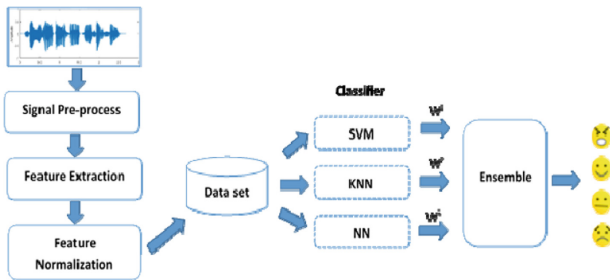 Signal Pre-process
Feature Extraction
Feature
Normalization
Data set
Classifier
SVM
KNN
NN
Ensemble